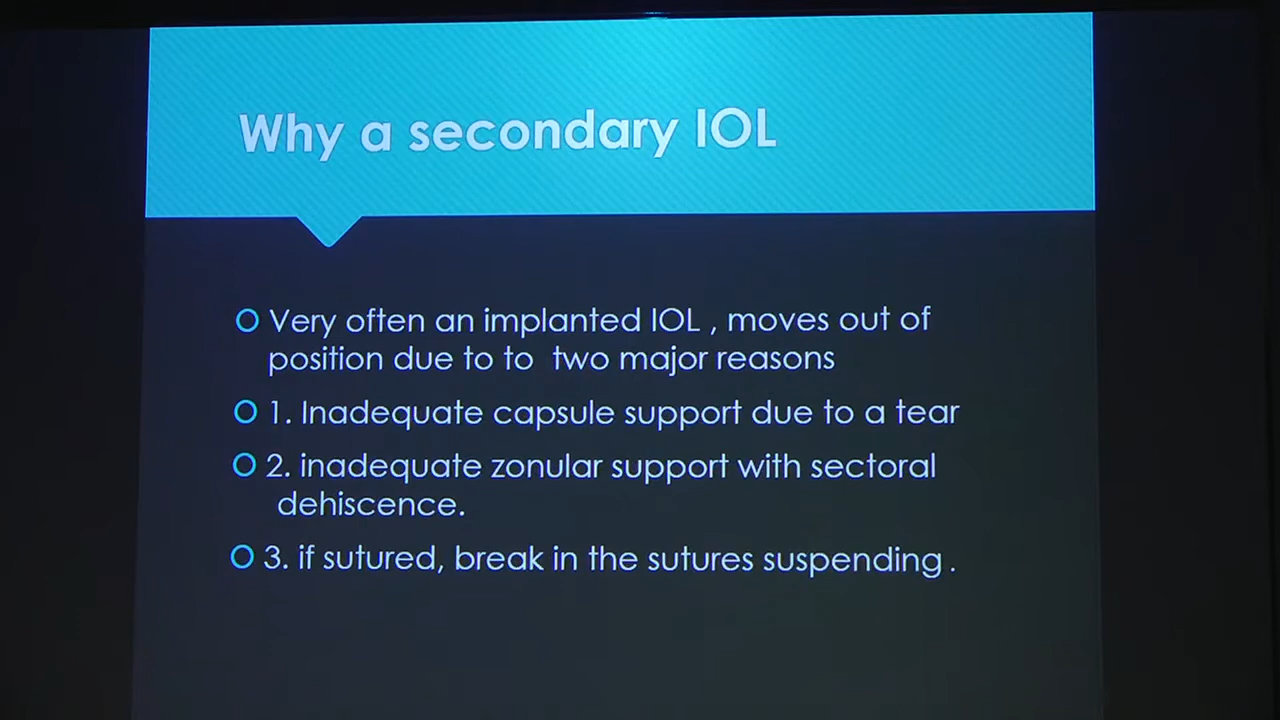 Why a secondary IOL
Very often an implanted IOL , moves out of
position due to to two major reasons
1. Inadequate capsule support due to a tear
2. inadequate zonular support with sectoral
dehiscence.
3. if sutured, break in the sutures suspending .